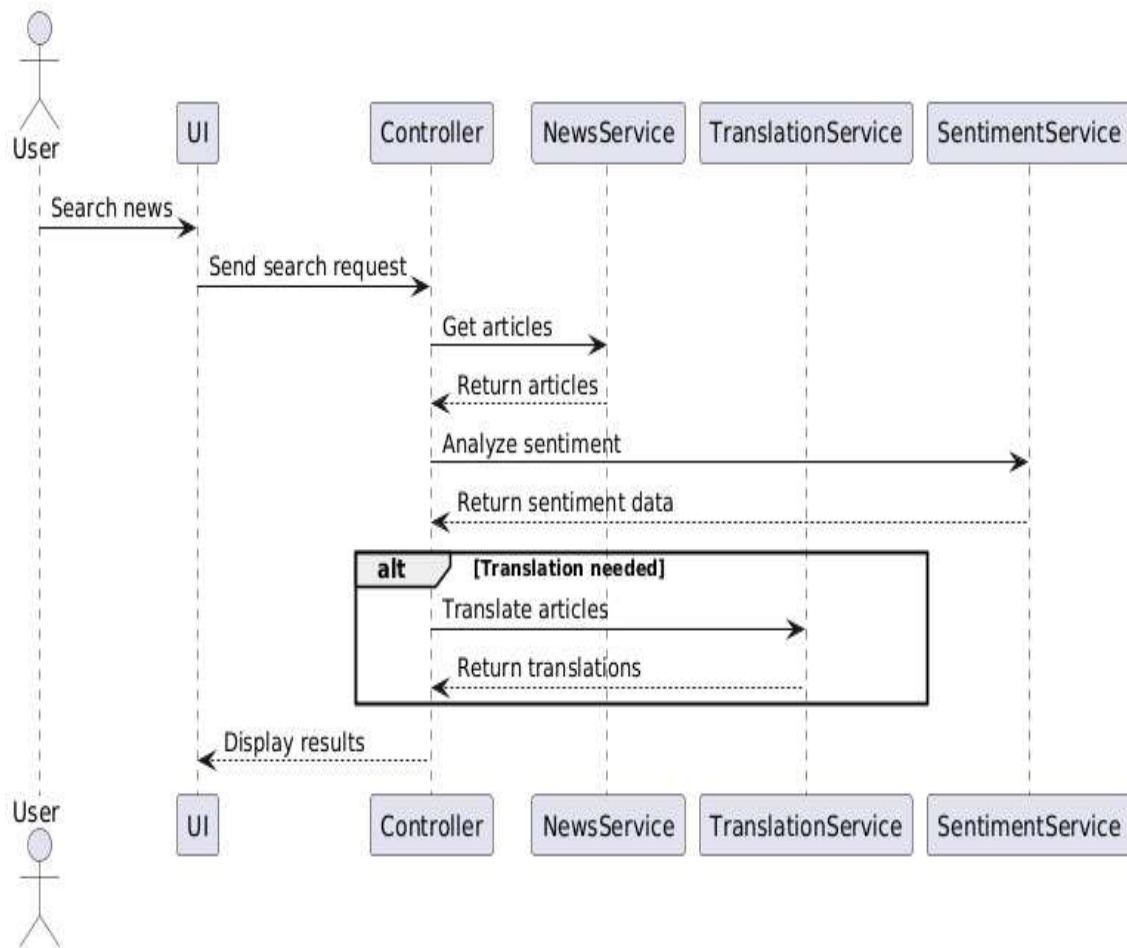 User
UI
Controller
NewsService
TranslationService
SentimentService
Search news
Send search request
Get articles
Return articles
Analyze sentiment
Return sentiment data
alt [Translation needed]
Translate articles
Return translations
Display results
User
UI
Controller
NewsService
TranslationService
SentimentService